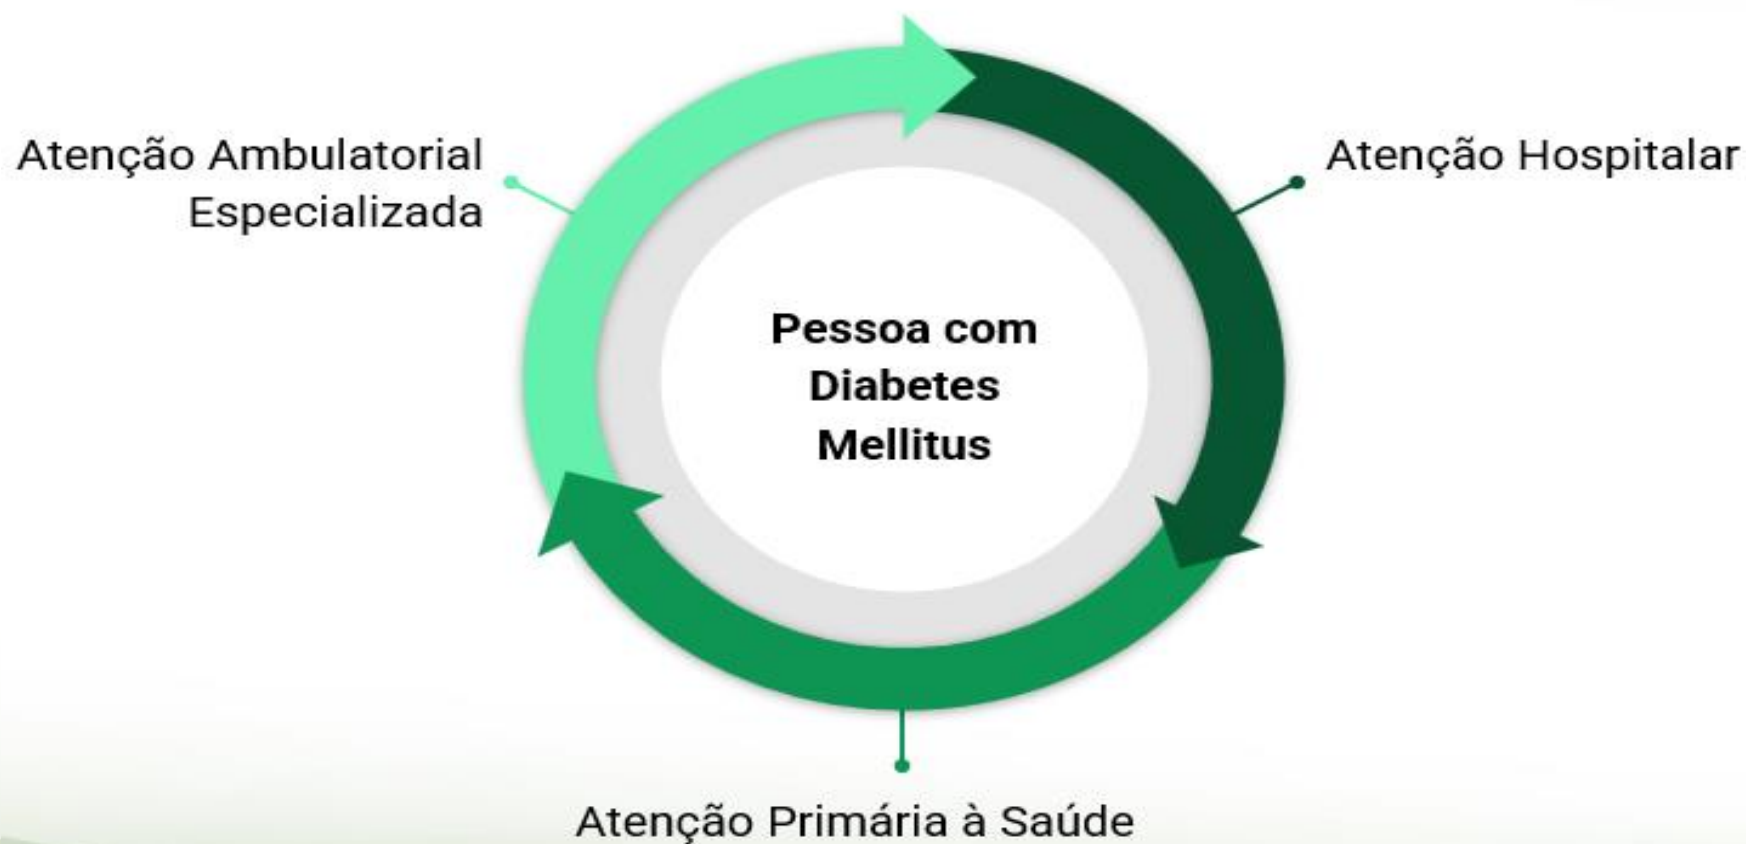 Atenção Ambulatorial
Especializada
Atenção Hospitalar
Pessoa com
Diabetes
Mellitus
Atenção Primária à Saúde